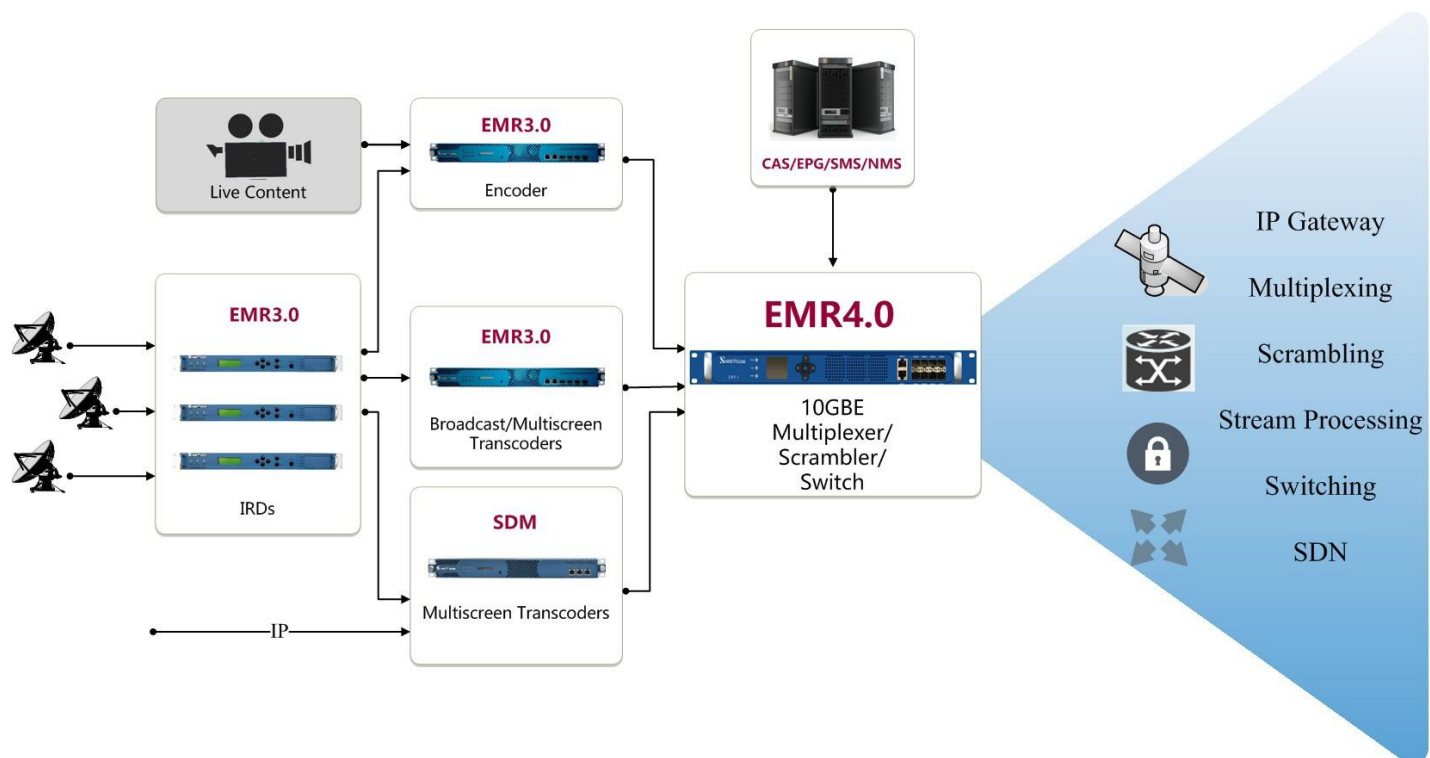 CAS/EPG/SMS/NMS
EMR3.0
Live Content
Encoder
EMR3.0
IRDs
EMR3.0
Broadcast/Multiscreen
Transcoders
SDM
Multiscreen Transcoders
IP
EMR4.0
10GBE
Multiplexer/
Scrambler/
Switch
IP Gateway
Multiplexing
Scrambling
Stream Processing
Switching
SDN